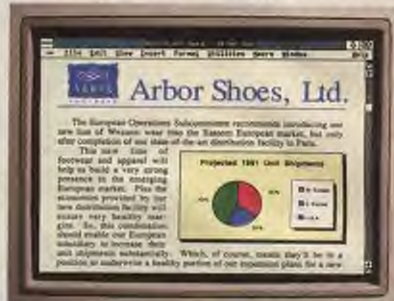 File Edit View Insert Format Utilities Macro Window Help
Arbor Shoes, Ltd.
The European Operations Subcommittee recommends introducing our
new line of Western wear into the Eastern European market, but only
after completion of our state-of-the-art distribution facility in Paris.
This new line of
footwear and apparel will
help us build a very strong
presence in the emerging
European market. Plus the
economies provided by our
new distribution facility will
ensure very healthy mar-
gins. So, this combination
should enable our European
subsidiary to increase their
unit shipments substantially. Which, of course, means they'll be in a
position to underwrite a healthy portion of our expansion plans for a new
Projected 1991 Unit Shipments